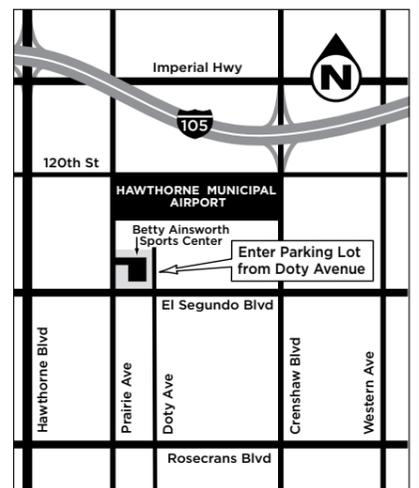 Imperial Hwy
N
105
120th St
HAWTHORNE MUNICIPAL
AIRPORT
Betty Ainsworth
Sports Center
Enter Parking Lot
from Doty Avenue
El Segundo Blvd
Hawthorne Blvd
Prairie Ave
Doty Ave
Crenshaw Blvd
Western Ave
Rosecrans Blvd